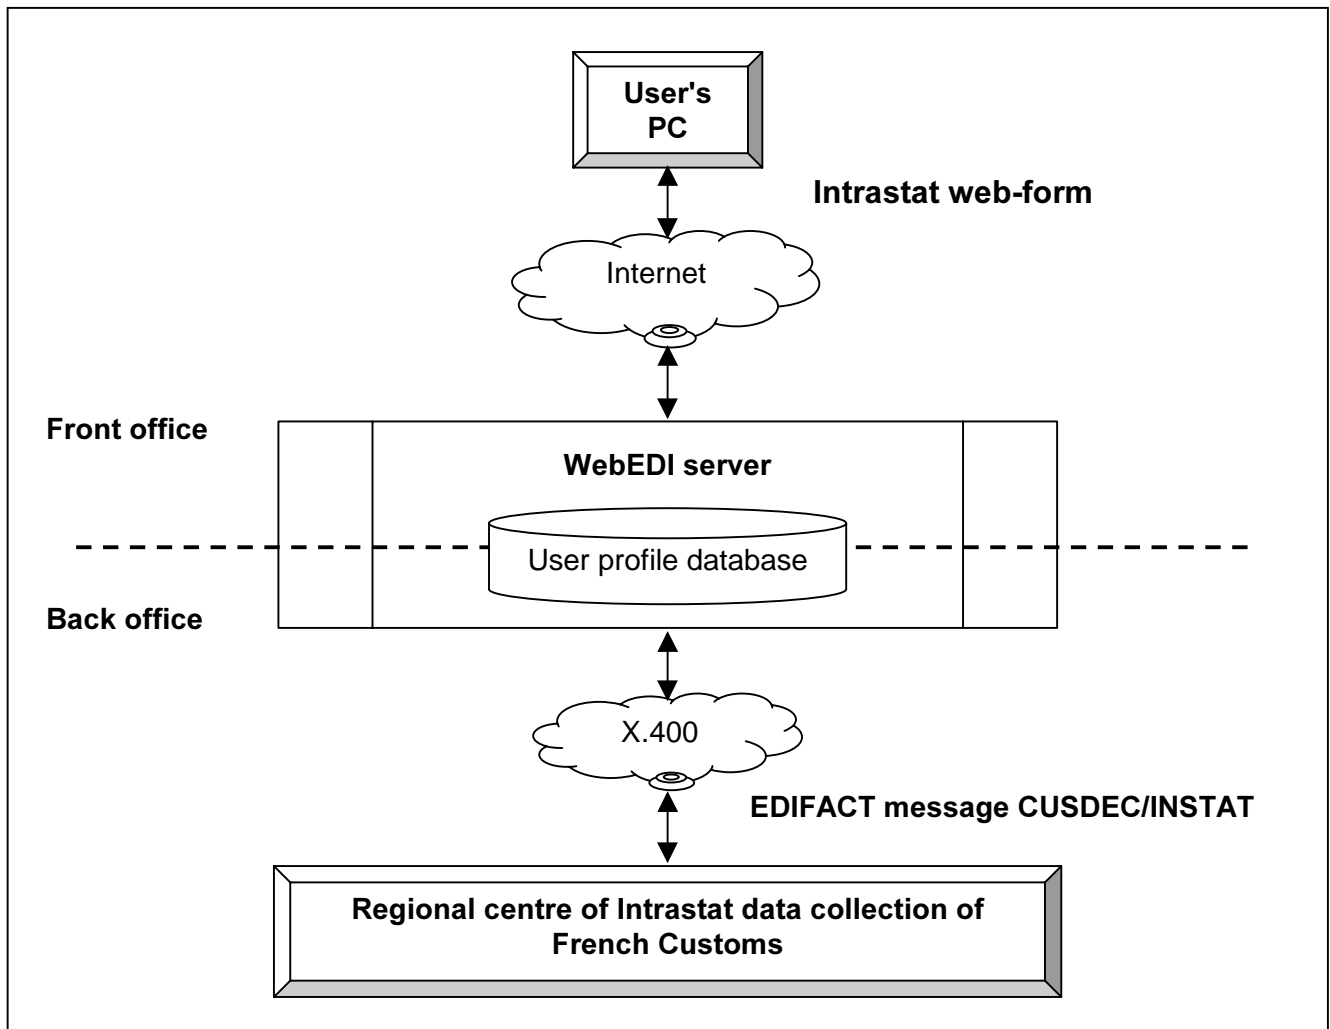 User's
PC
Intrastat web-form
Internet
Front office
WebEDI server
User profile database
Back office
X.400
EDIFACT message CUSDEC/INSTAT
Regional centre of Intrastat data collection of
French Customs